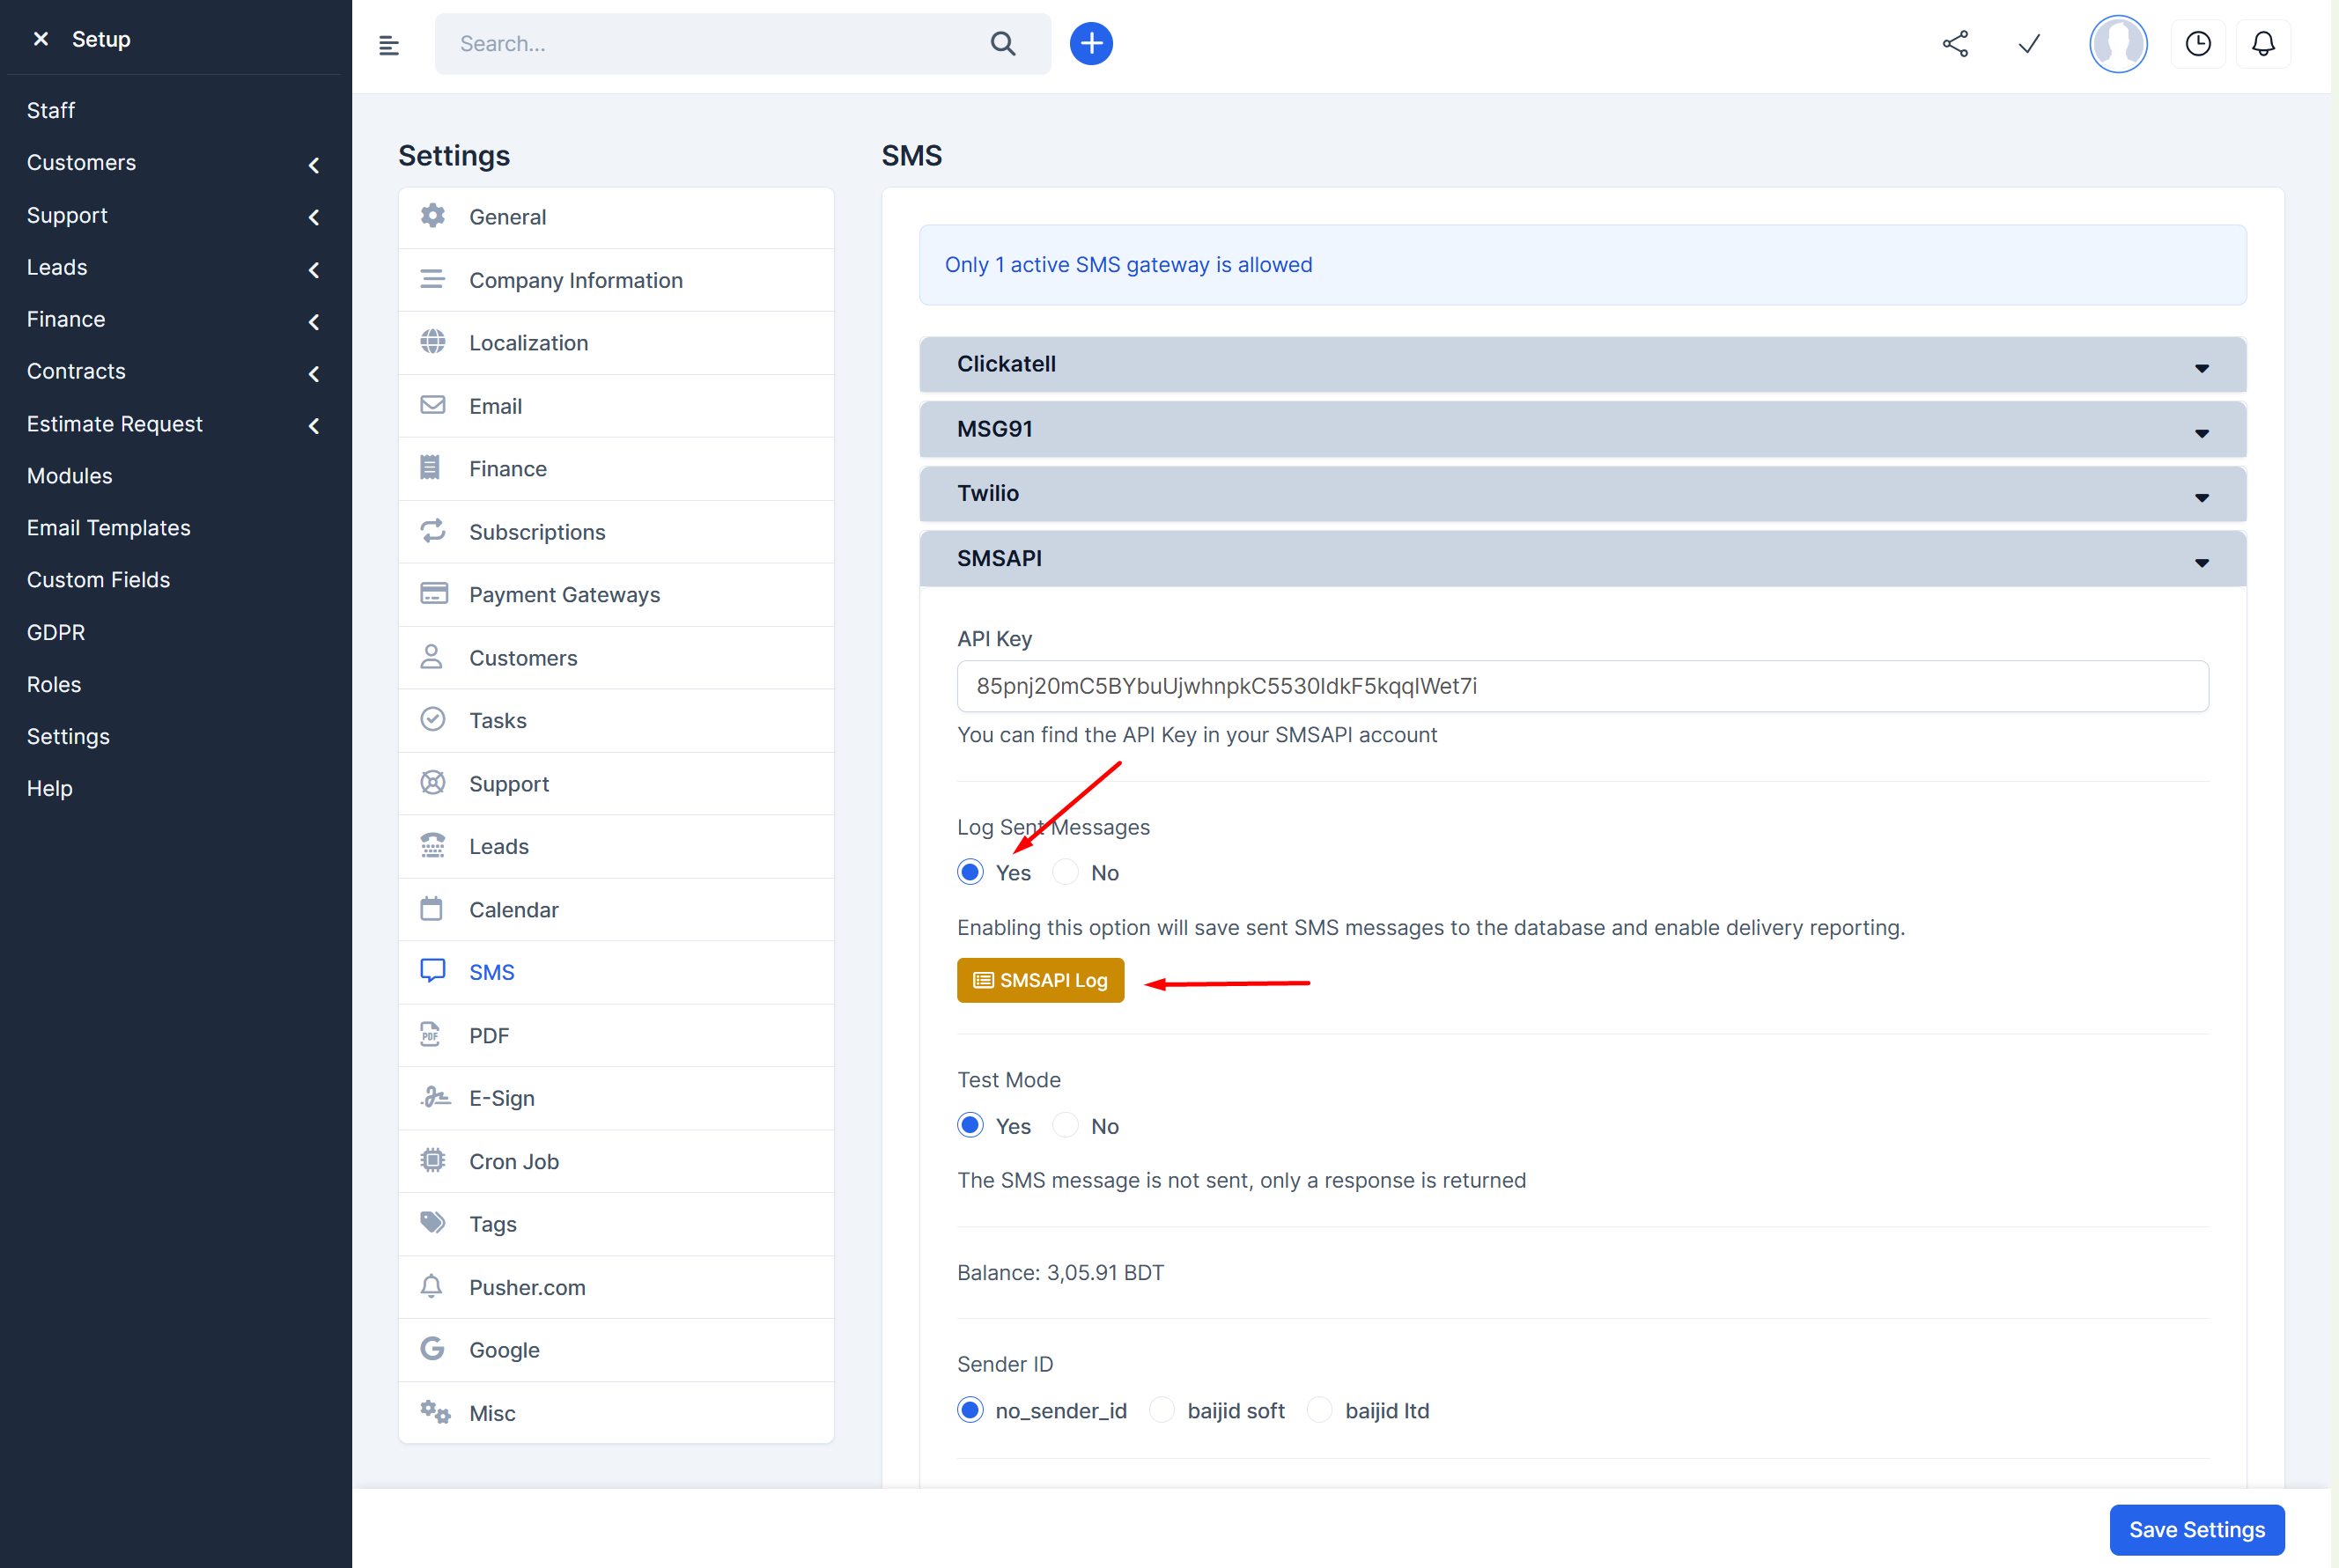 Setup
Staff
Customers
Support
Leads
Finance
Contracts
Estimate Request
Modules
Email Templates
Custom Fields
GDPR
Roles
Settings
Help
Search...
Settings
General
Company Information
Localization
Email
Finance
Subscriptions
Payment Gateways
Customers
Tasks
Support
Leads
Calendar
SMS
PDF
E-Sign
Cron Job
Tags
Pusher.com
Google
Misc
SMS
Only 1 active SMS gateway is allowed
Clickatell
MSG91
Twilio
SMSAPI
API Key
85pnj20mC5BYbuUjwhnpkC5530ldkF5kqqlWet7i
You can find the API Key in your SMSAPI account
Log Sent Messages
Yes No
Enabling this option will save sent SMS messages to the database and enable delivery reporting.
SMSAPI Log
Test Mode
Yes No
The SMS message is not sent, only a response is returned
Balance: 3,05.91 BDT
Sender ID
no_sender_id baijid soft baijid ltd
Save Settings